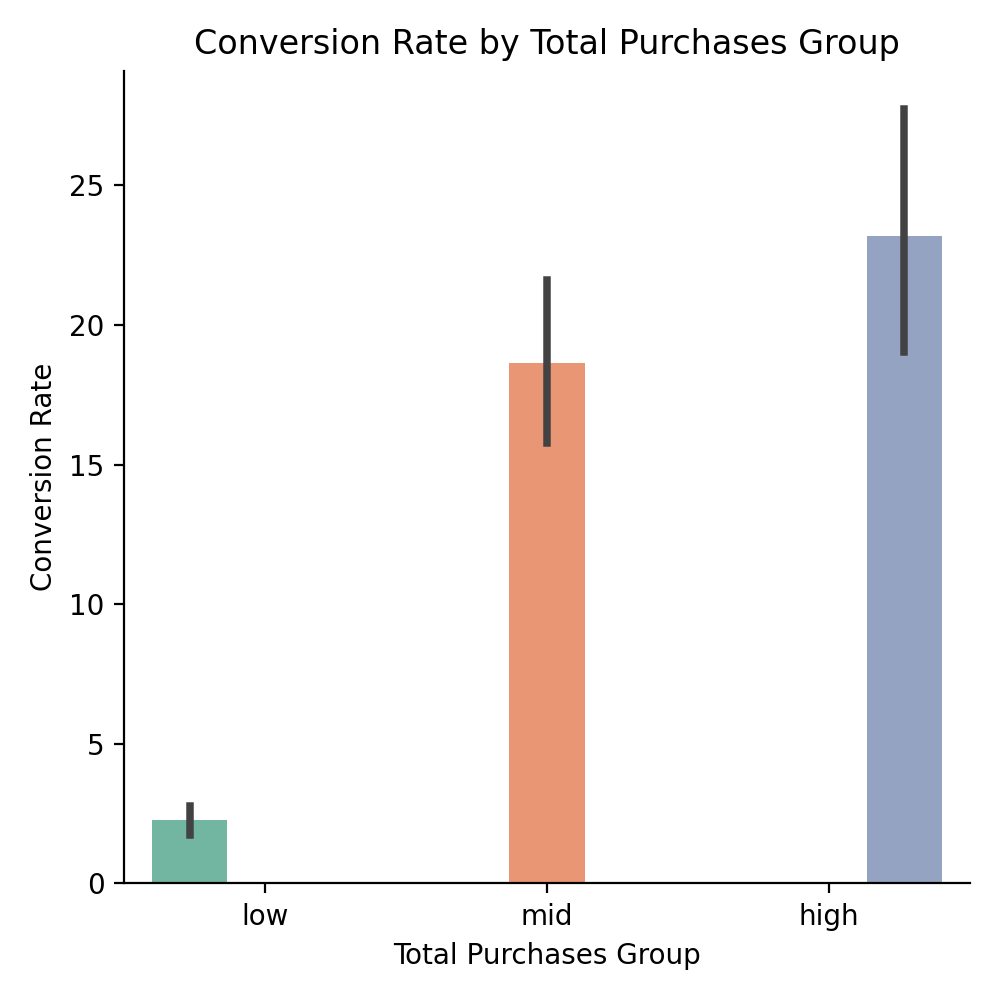 Conversion Rate by Total Purchases Group
25
20
15
10
5
0
Conversion Rate
low mid high
Total Purchases Group